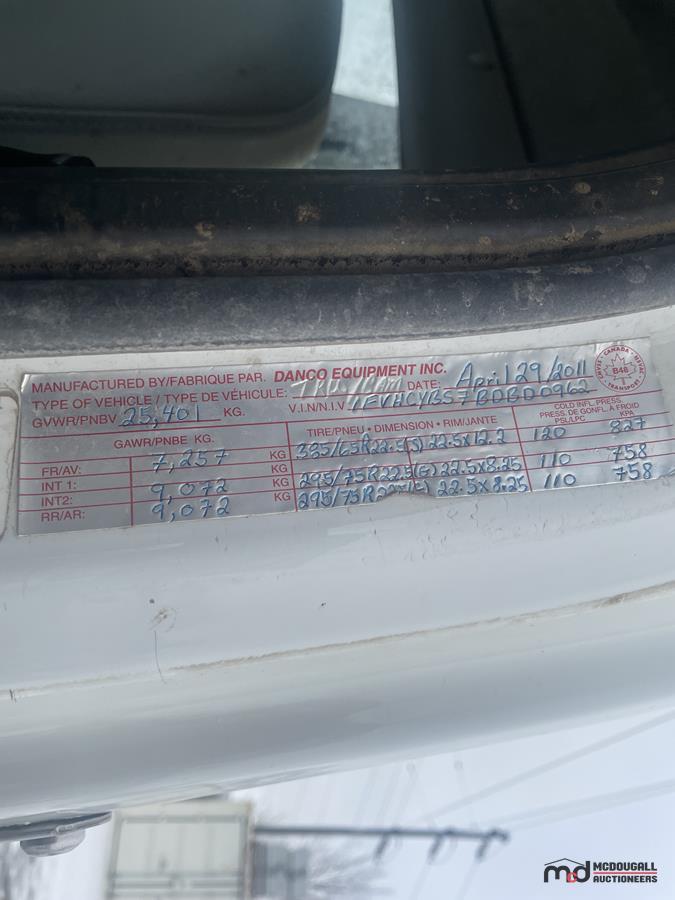 MANUFACTURED BY/FABRIQUE PAR. DANCO EQUIPMENT INC.
TYPE OF VEHICLE / TYPE DE VÉHICULE: DATE: April 29/2011
GVWR/PNBV 25,401 KG. V.I.N/N.I.V
CANADA
B48
TRANSPORT
GAWR/PNBE KG. TIRE/PNEU • DIMENSION • RIM/JANTE COLD INFL. PRESS.
PRESS. DE GONFL. À FROID
PSI./LPC KPA
FR/AV: 7,257 KG 22.5x12.2 120 827
INT 1: 9,072 KG 295/75R22.5(G) 22.5x8.25 110 758
INT2:
RR/AR: 9,072 KG 22.5x8.25 110 758
md MCDOUGALL
AUCTIONEERS